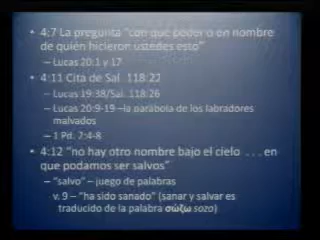 • 4:7 La pregunta "con qué poder o en nombre
de quién hicieron ustedes esto"
– Lucas 20:1 y 17
• 4:11 Cita de Sal 118:22
– Lucas 19:38/Sal. 118:26
– Lucas 20:9-19 –la parábola de los labradores
malvados
– 1 Pd. 2:4-8
• 4:12 "no hay otro nombre bajo el cielo . . . en
que podamos ser salvos"
– "salvo" – juego de palabras
v. 9 – "ha sido sanado" (sanar y salvar es
traducido de la palabra σώζω sozo)